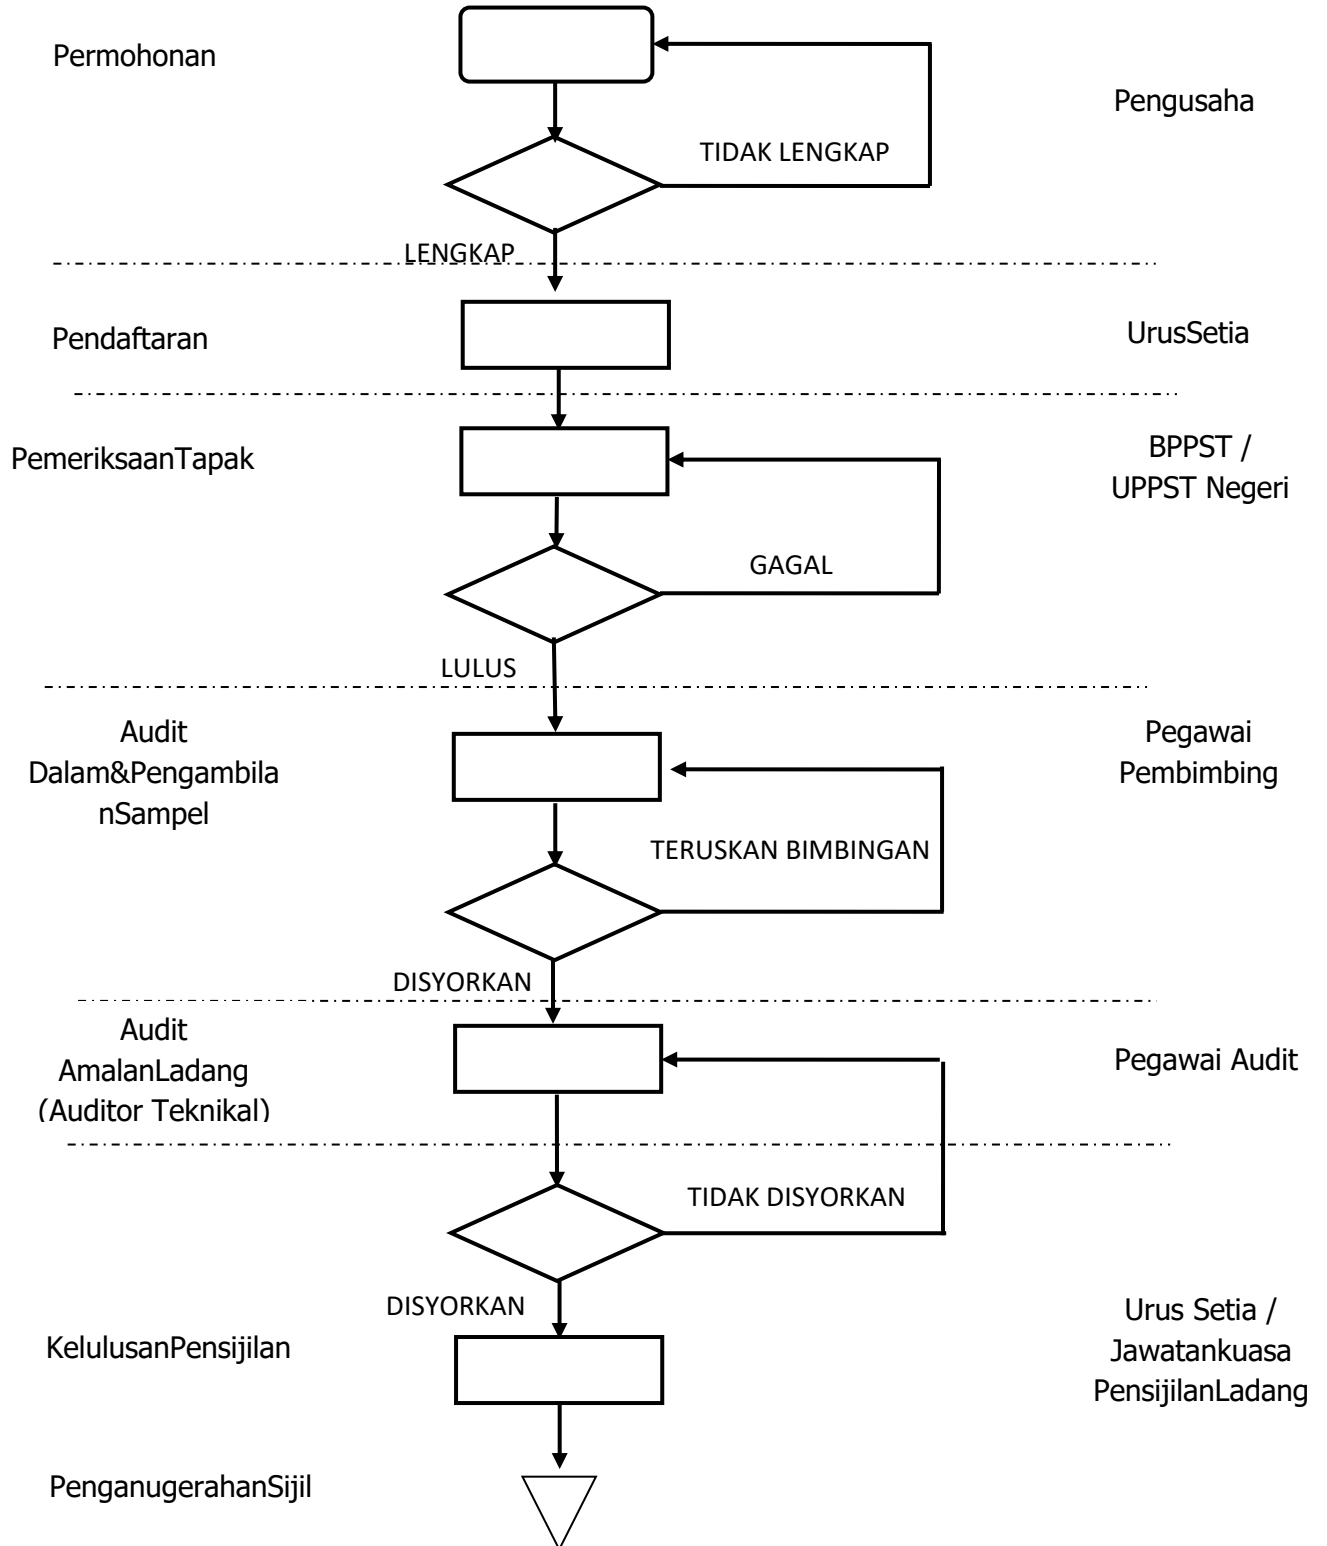 Permohonan
Pengusaha
TIDAK LENGKAP
LENGKAP
Pendaftaran
UrusSetia
PemeriksaanTapak
BPPST /
UPPST Negeri
GAGAL
LULUS
Audit
Dalam&Pengambila
nSampel
Pegawai
Pembimbing
TERUSKAN BIMBINGAN
DISYORKAN
Audit
AmalanLadang
(Auditor Teknikal)
Pegawai Audit
TIDAK DISYORKAN
DISYORKAN
KelulusanPensijilan
Urus Setia /
Jawatankuasa
PensijilanLadang
PenganugerahanSijil